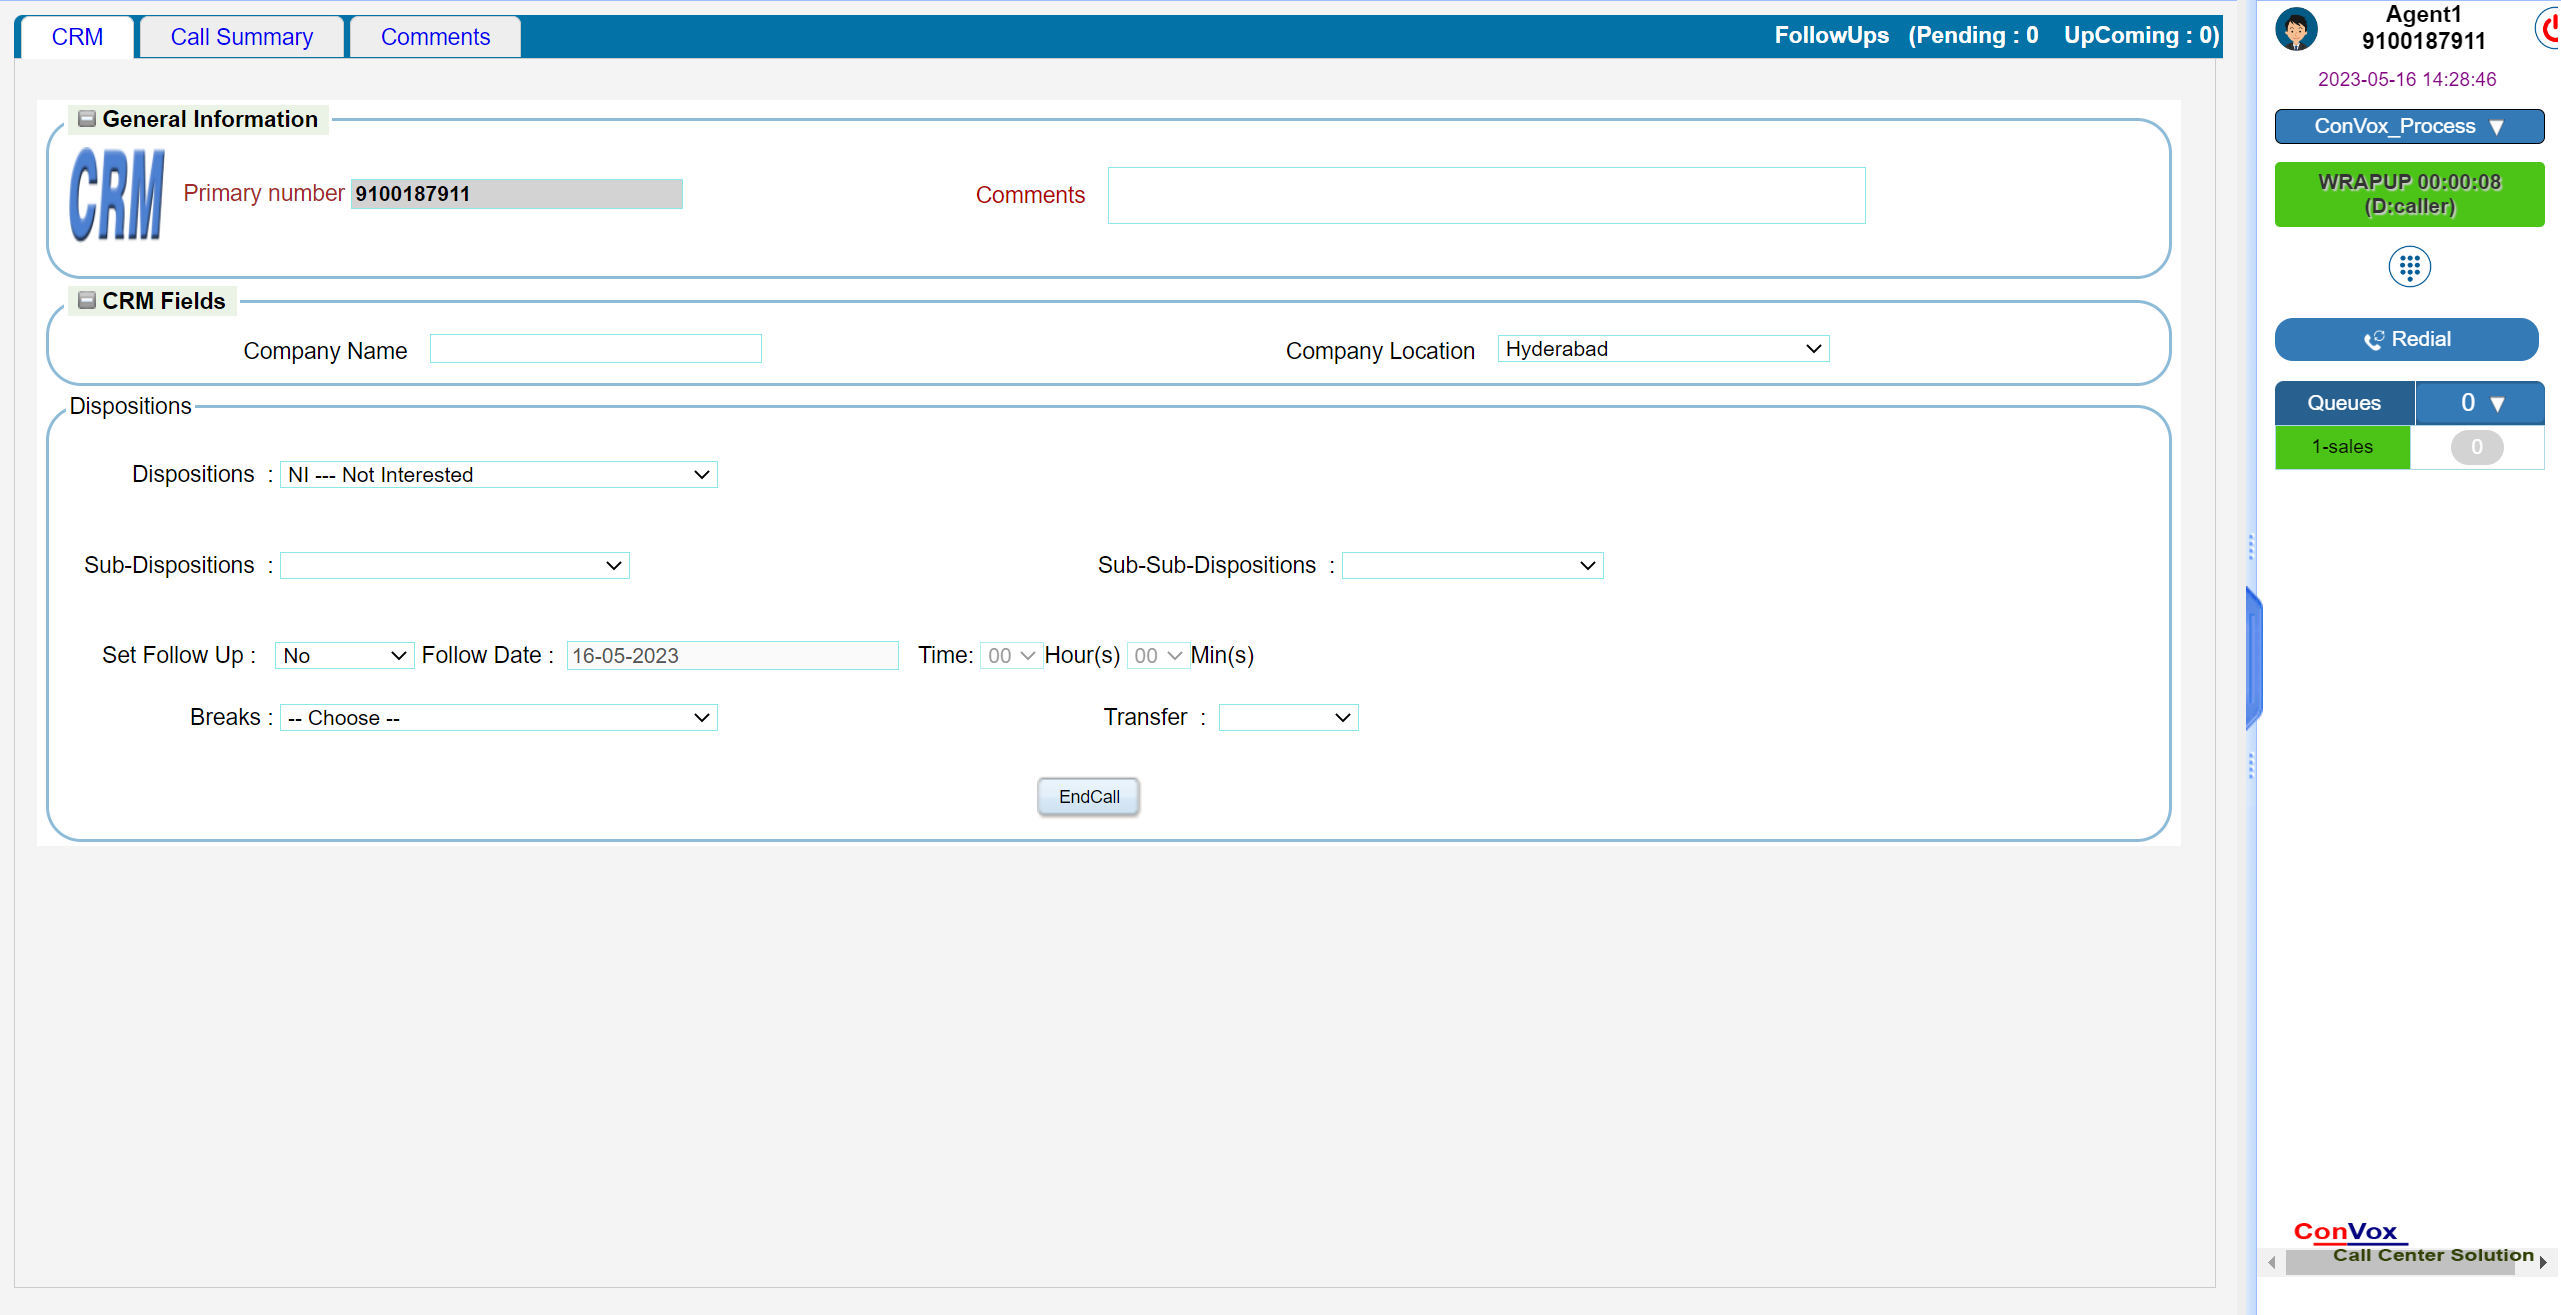 CRM
Call Summary
Comments
FollowUps (Pending : 0 UpComing : 0)
General Information
CRM
Primary number 9100187911
Comments
CRM Fields
Company Name
Company Location Hyderabad
Dispositions
Dispositions : NI --- Not Interested
Sub-Dispositions :
Sub-Sub-Dispositions :
Set Follow Up : No Follow Date : 16-05-2023 Time: 00 Hour(s) 00 Min(s)
Breaks : -- Choose --
Transfer :
EndCall
Agent1
9100187911
2023-05-16 14:28:46
ConVox_Process ▼
WRAPUP 00:00:08
(D:caller)
Redial
Queues 0 ▼
1-sales 0
ConVox
Call Center Solution